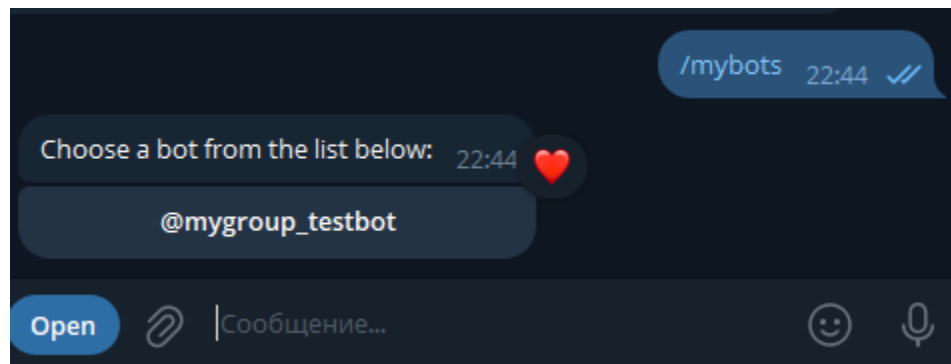 /mybots 22:44
Choose a bot from the list below: 22:44
@mygroup_testbot
Open Сообщение...